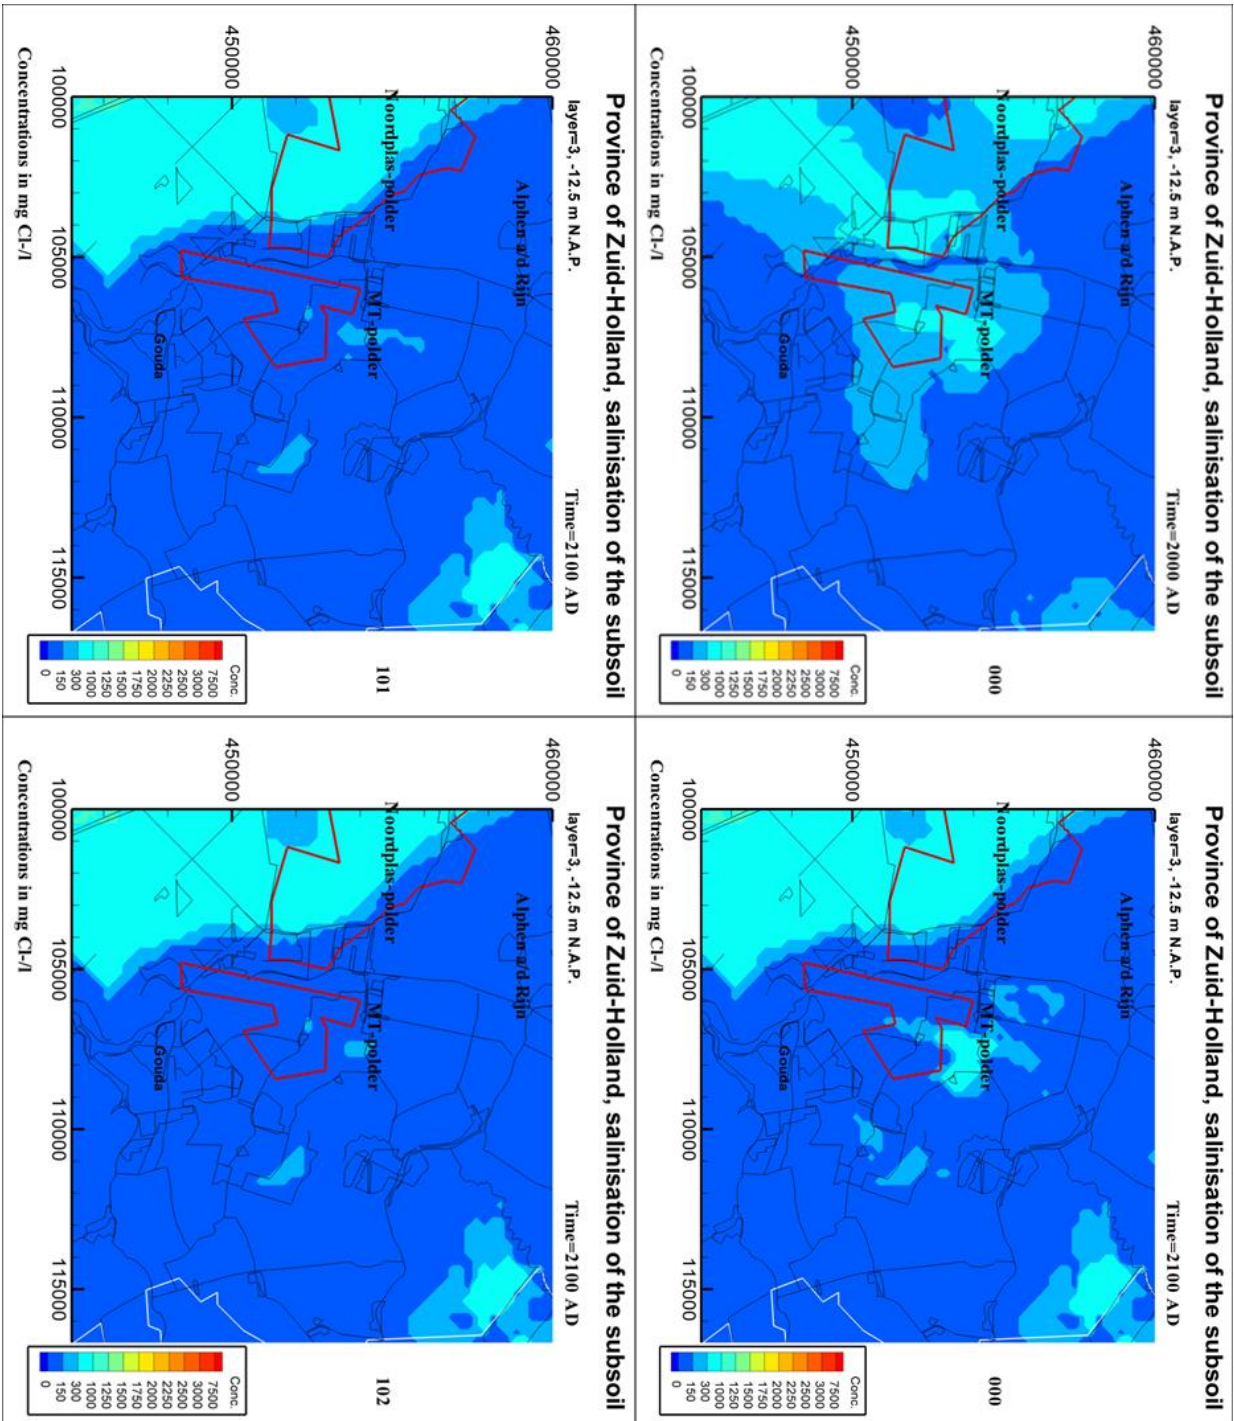 Province of Zuid-Holland, salinisation of the subsoil
layer=3, -12.5 m N.A.P.
Time=2000 AD
460000
Alphen a/d Rijn
Noordplas-polder
MT-polder
450000
Gouda
000
Conc.
7500
3000
2500
2250
2000
1750
1500
1250
1000
300
150
0
100000 105000 110000 115000
Concentrations in mg Cl-/l
Province of Zuid-Holland, salinisation of the subsoil
layer=3, -12.5 m N.A.P.
Time=2100 AD
460000
Alphen a/d Rijn
Noordplas-polder
MT-polder
450000
Gouda
000
Conc.
7500
3000
2500
2250
2000
1750
1500
1250
1000
300
150
0
100000 105000 110000 115000
Concentrations in mg Cl-/l
Province of Zuid-Holland, salinisation of the subsoil
layer=3, -12.5 m N.A.P.
Time=2100 AD
460000
Alphen a/d Rijn
Noordplas-polder
MT-polder
450000
Gouda
101
Conc.
7500
3000
2500
2250
2000
1750
1500
1250
1000
300
150
0
100000 105000 110000 115000
Concentrations in mg Cl-/l
Province of Zuid-Holland, salinisation of the subsoil
layer=3, -12.5 m N.A.P.
Time=2100 AD
460000
Alphen a/d Rijn
Noordplas-polder
MT-polder
450000
Gouda
102
Conc.
7500
3000
2500
2250
2000
1750
1500
1250
1000
300
150
0
100000 105000 110000 115000
Concentrations in mg Cl-/l